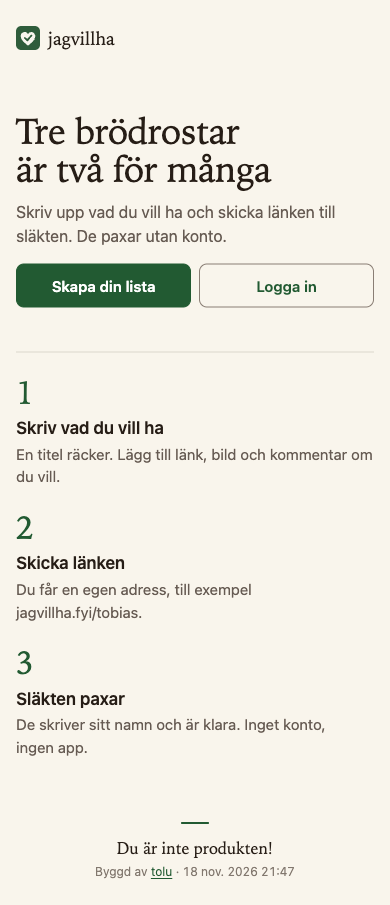 jagvillha
Tre brödrostar
är två för många
Skriv upp vad du vill ha och skicka länken till
släkten. De paxar utan konto.
Skapa din lista
Logga in
1
Skriv vad du vill ha
En titel räcker. Lägg till länk, bild och kommentar om
du vill.
2
Skicka länken
Du får en egen adress, till exempel
jagvillha.fyi/tobias.
3
Släkten paxar
De skriver sitt namn och är klara. Inget konto,
ingen app.
Du är inte produkten!
Byggd av tolu · 18 nov. 2026 21:47